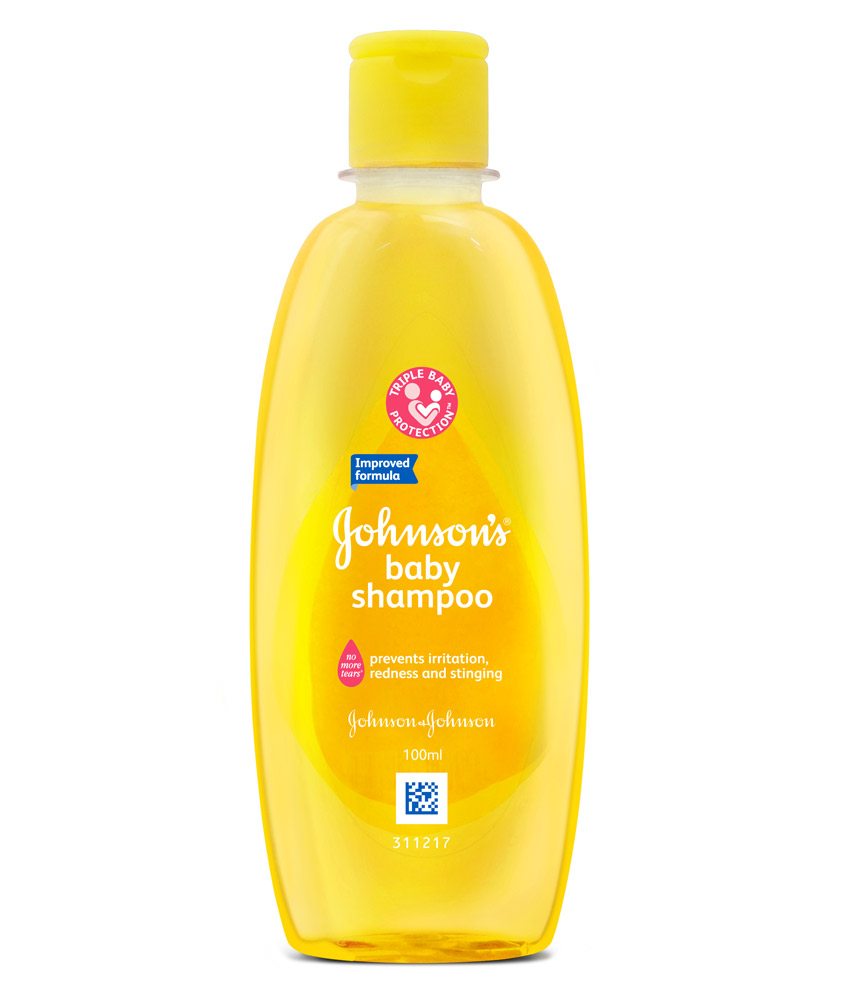 TRIPLE BABY
PROTECTION™
Improved
formula
Johnson's®
baby
shampoo
no
more
tears®
prevents irritation,
redness and stinging
Johnson & Johnson
100ml
311217